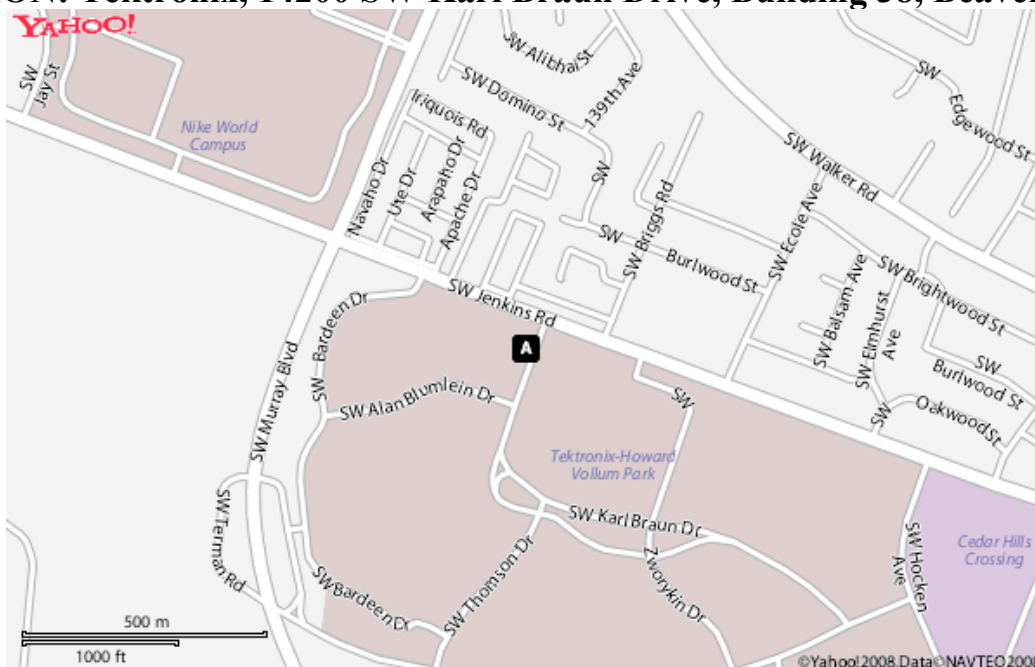 ON: Tektronix, 14200 SW Karl Braun Drive, Building 38, Beaver
YAHOO!
SW Jay St
Nike World
Campus
SW Alibhai St
SW Domino St
139th Ave
SW
Iriquois Rd
Navaho Dr
Ute Dr
Arapaho Dr
Apache Dr
SW Walker Rd
SW Edgewood St
SW Briggs Rd
SW Burlwood St
SW Ecole Ave
SW Balsam Ave
SW Elmhurst
Ave
SW Brightwood St
SW
Burlwood St
SW Oakwood St
SW Jenkins Rd
A
SW Bardeen Dr
SW Murray Blvd
SW Alan Blumlein Dr
SW
Tektronix-Howard
Vollum Park
SW Karl Braun Dr
SW Thomson Dr
Zworykin Dr
SW Hocken
Ave
Cedar Hills
Crossing
SW Terman Rd
SW Bardeen Dr
500 m
1000 ft
©Yahoo! 2008, Data©NAVTEQ 2008